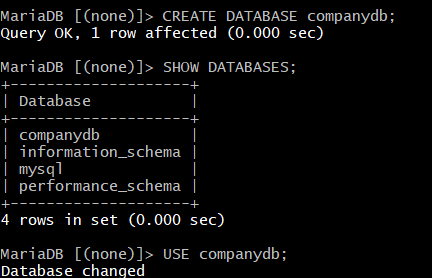 MariaDB [(none)]> CREATE DATABASE companydb;
Query OK, 1 row affected (0.000 sec)
MariaDB [(none)]> SHOW DATABASES;
+--------------------+
| Database           |
+--------------------+
| companydb          |
| information_schema |
| mysql              |
| performance_schema |
+--------------------+
4 rows in set (0.000 sec)
MariaDB [(none)]> USE companydb;
Database changed